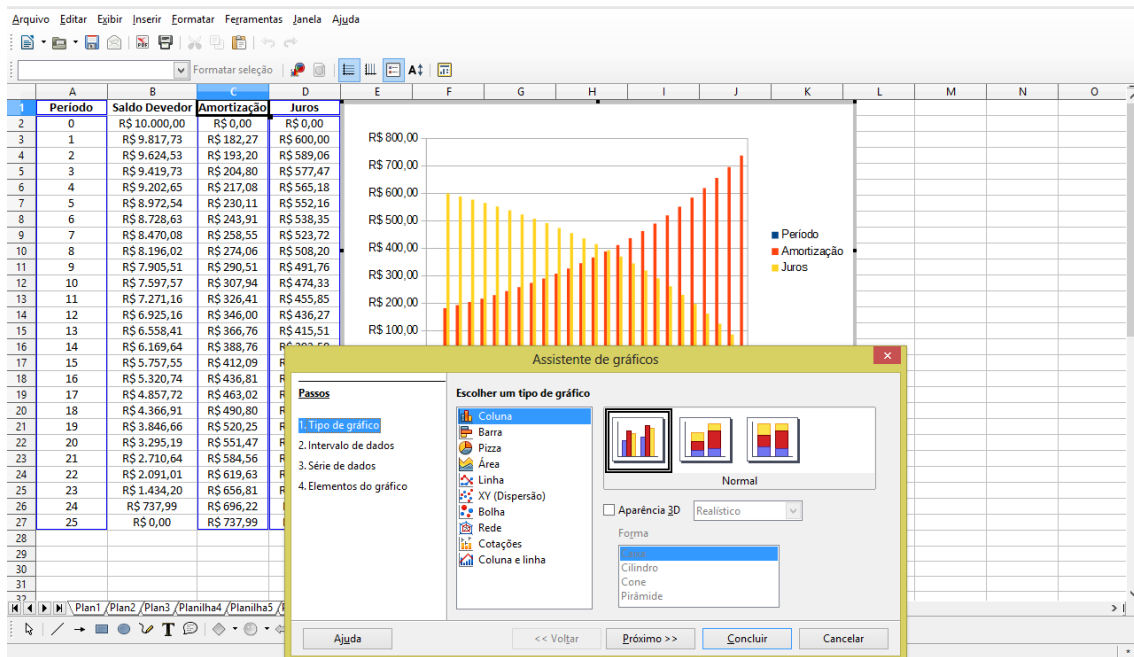 Arquivo Editar Exibir Inserir Formatar Ferramentas Janela Ajuda
Formatar seleção
A B C D E F G H I J K L M N O
1 Período Saldo Devedor Amortização Juros
2 0 R$ 10.000,00 R$ 0,00 R$ 0,00
3 1 R$ 9.817,73 R$ 182,27 R$ 600,00
4 2 R$ 9.624,53 R$ 193,20 R$ 589,06
5 3 R$ 9.419,73 R$ 204,80 R$ 577,47
6 4 R$ 9.202,65 R$ 217,08 R$ 565,18
7 5 R$ 8.972,54 R$ 230,11 R$ 552,16
8 6 R$ 8.728,63 R$ 243,91 R$ 538,35
9 7 R$ 8.470,08 R$ 258,55 R$ 523,72
10 8 R$ 8.196,02 R$ 274,06 R$ 508,20
11 9 R$ 7.905,51 R$ 290,51 R$ 491,76
12 10 R$ 7.597,57 R$ 307,94 R$ 474,33
13 11 R$ 7.271,16 R$ 326,41 R$ 455,85
14 12 R$ 6.925,16 R$ 346,00 R$ 436,27
15 13 R$ 6.558,41 R$ 366,76 R$ 415,51
16 14 R$ 6.169,64 R$ 388,76
17 15 R$ 5.757,55 R$ 412,09
18 16 R$ 5.320,74 R$ 436,81
19 17 R$ 4.857,72 R$ 463,02
20 18 R$ 4.366,91 R$ 490,80
21 19 R$ 3.846,66 R$ 520,25
22 20 R$ 3.295,19 R$ 551,47
23 21 R$ 2.710,64 R$ 584,56
24 22 R$ 2.091,01 R$ 619,63
25 23 R$ 1.434,20 R$ 656,81
26 24 R$ 737,99 R$ 696,22
27 25 R$ 0,00 R$ 737,99
28
29
30
31
R$ 800,00
R$ 700,00
R$ 600,00
R$ 500,00
R$ 400,00
R$ 300,00
R$ 200,00
R$ 100,00
Período
Amortização
Juros
Assistente de gráficos
Passos
1. Tipo de gráfico
2. Intervalo de dados
3. Série de dados
4. Elementos do gráfico
Escolher um tipo de gráfico
Coluna
Barra
Pizza
Área
Linha
XY (Dispersão)
Bolha
Rede
Cotações
Coluna e linha
Normal
Aparência 3D Realístico
Forma
Caixa
Cilindro
Cone
Pirâmide
Ajuda << Voltar Próximo >> Concluir Cancelar
Plan1 Plan2 Plan3 Planilha4 Planilha5